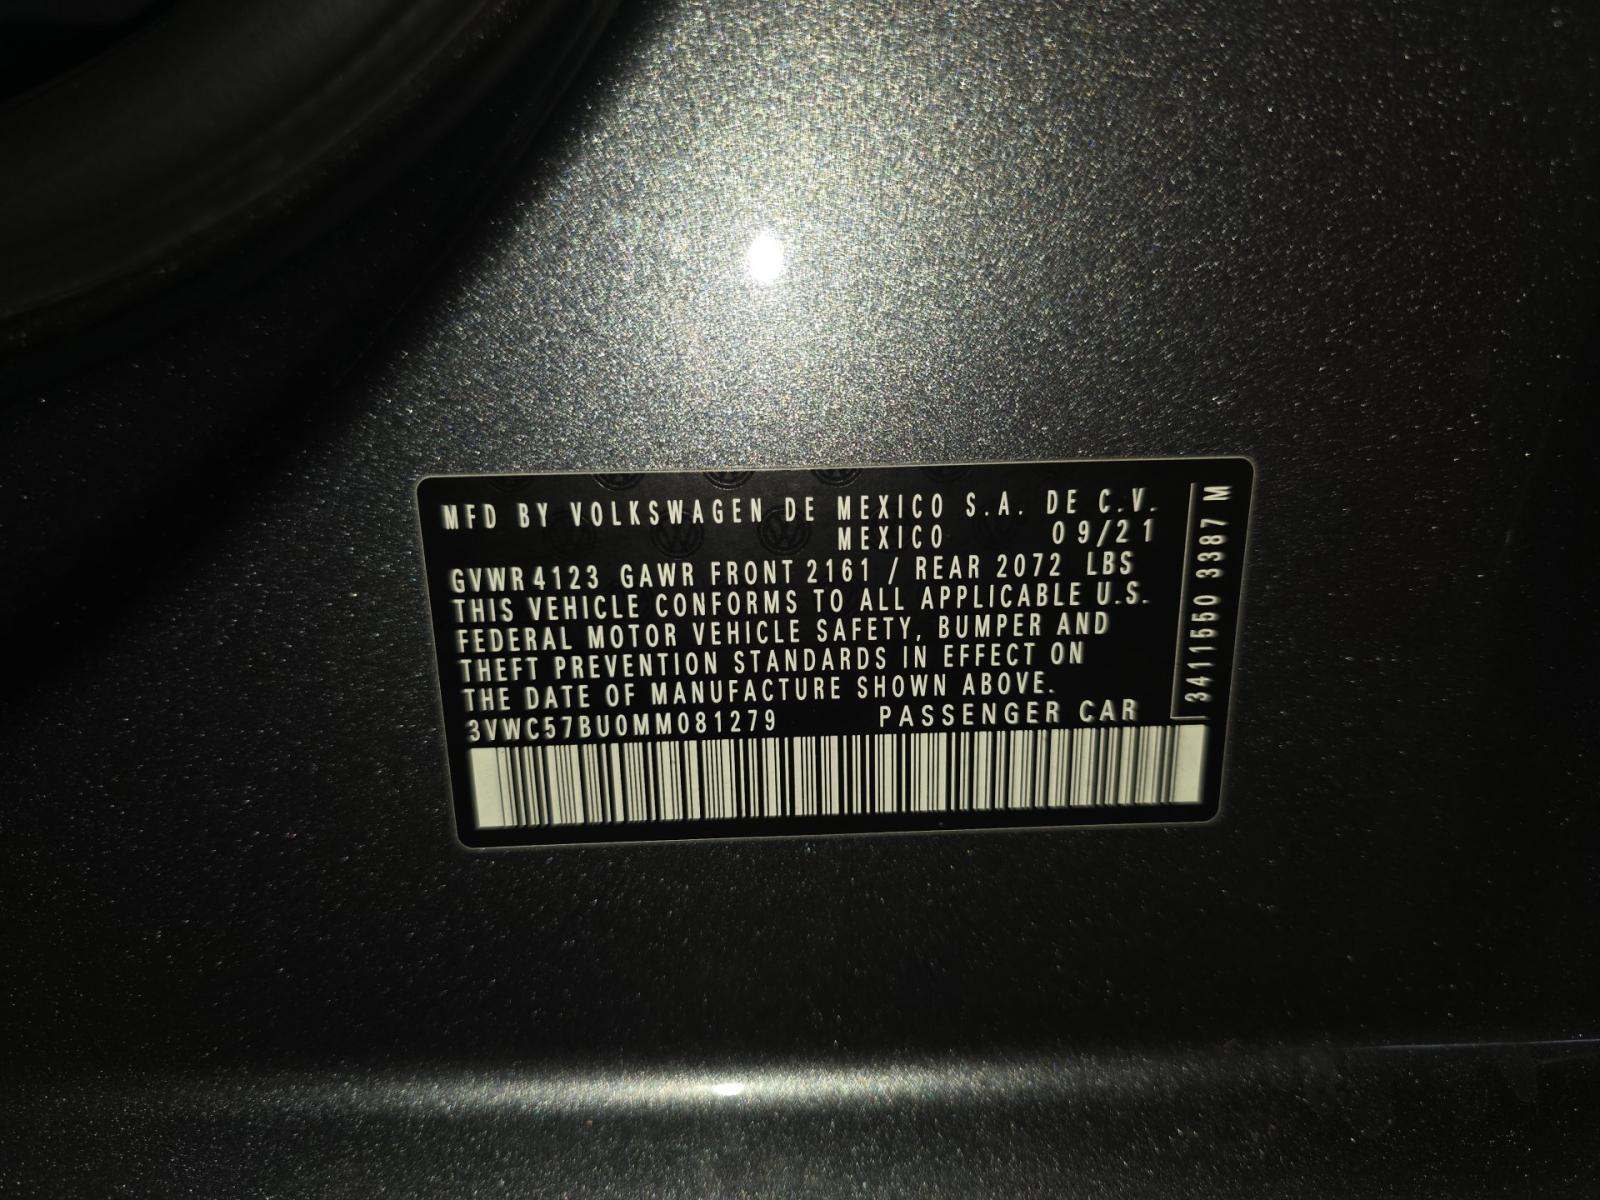 MFD BY VOLKSWAGEN DE MEXICO S.A. DE C.V.
MEXICO 09/21
GVWR 4123 GAWR FRONT 2161 / REAR 2072 LBS
THIS VEHICLE CONFORMS TO ALL APPLICABLE U.S.
FEDERAL MOTOR VEHICLE SAFETY, BUMPER AND
THEFT PREVENTION STANDARDS IN EFFECT ON
THE DATE OF MANUFACTURE SHOWN ABOVE.
3VWC57BU0MM081279 PASSENGER CAR
3411550 3387 M